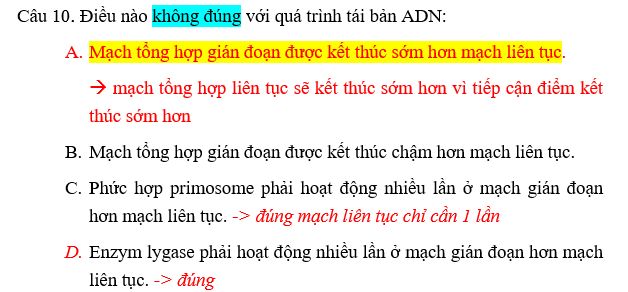 Câu 10. Điều nào không đúng với quá trình tái bản ADN:
A. Mạch tổng hợp gián đoạn được kết thúc sớm hơn mạch liên tục.
→ mạch tổng hợp liên tục sẽ kết thúc sớm hơn vì tiếp cận điểm kết
thúc sớm hơn
B. Mạch tổng hợp gián đoạn được kết thúc chậm hơn mạch liên tục.
C. Phức hợp primosome phải hoạt động nhiều lần ở mạch gián đoạn
hơn mạch liên tục. -> đúng mạch liên tục chỉ cần 1 lần
D. Enzym lygase phải hoạt động nhiều lần ở mạch gián đoạn hơn mạch
liên tục. -> đúng